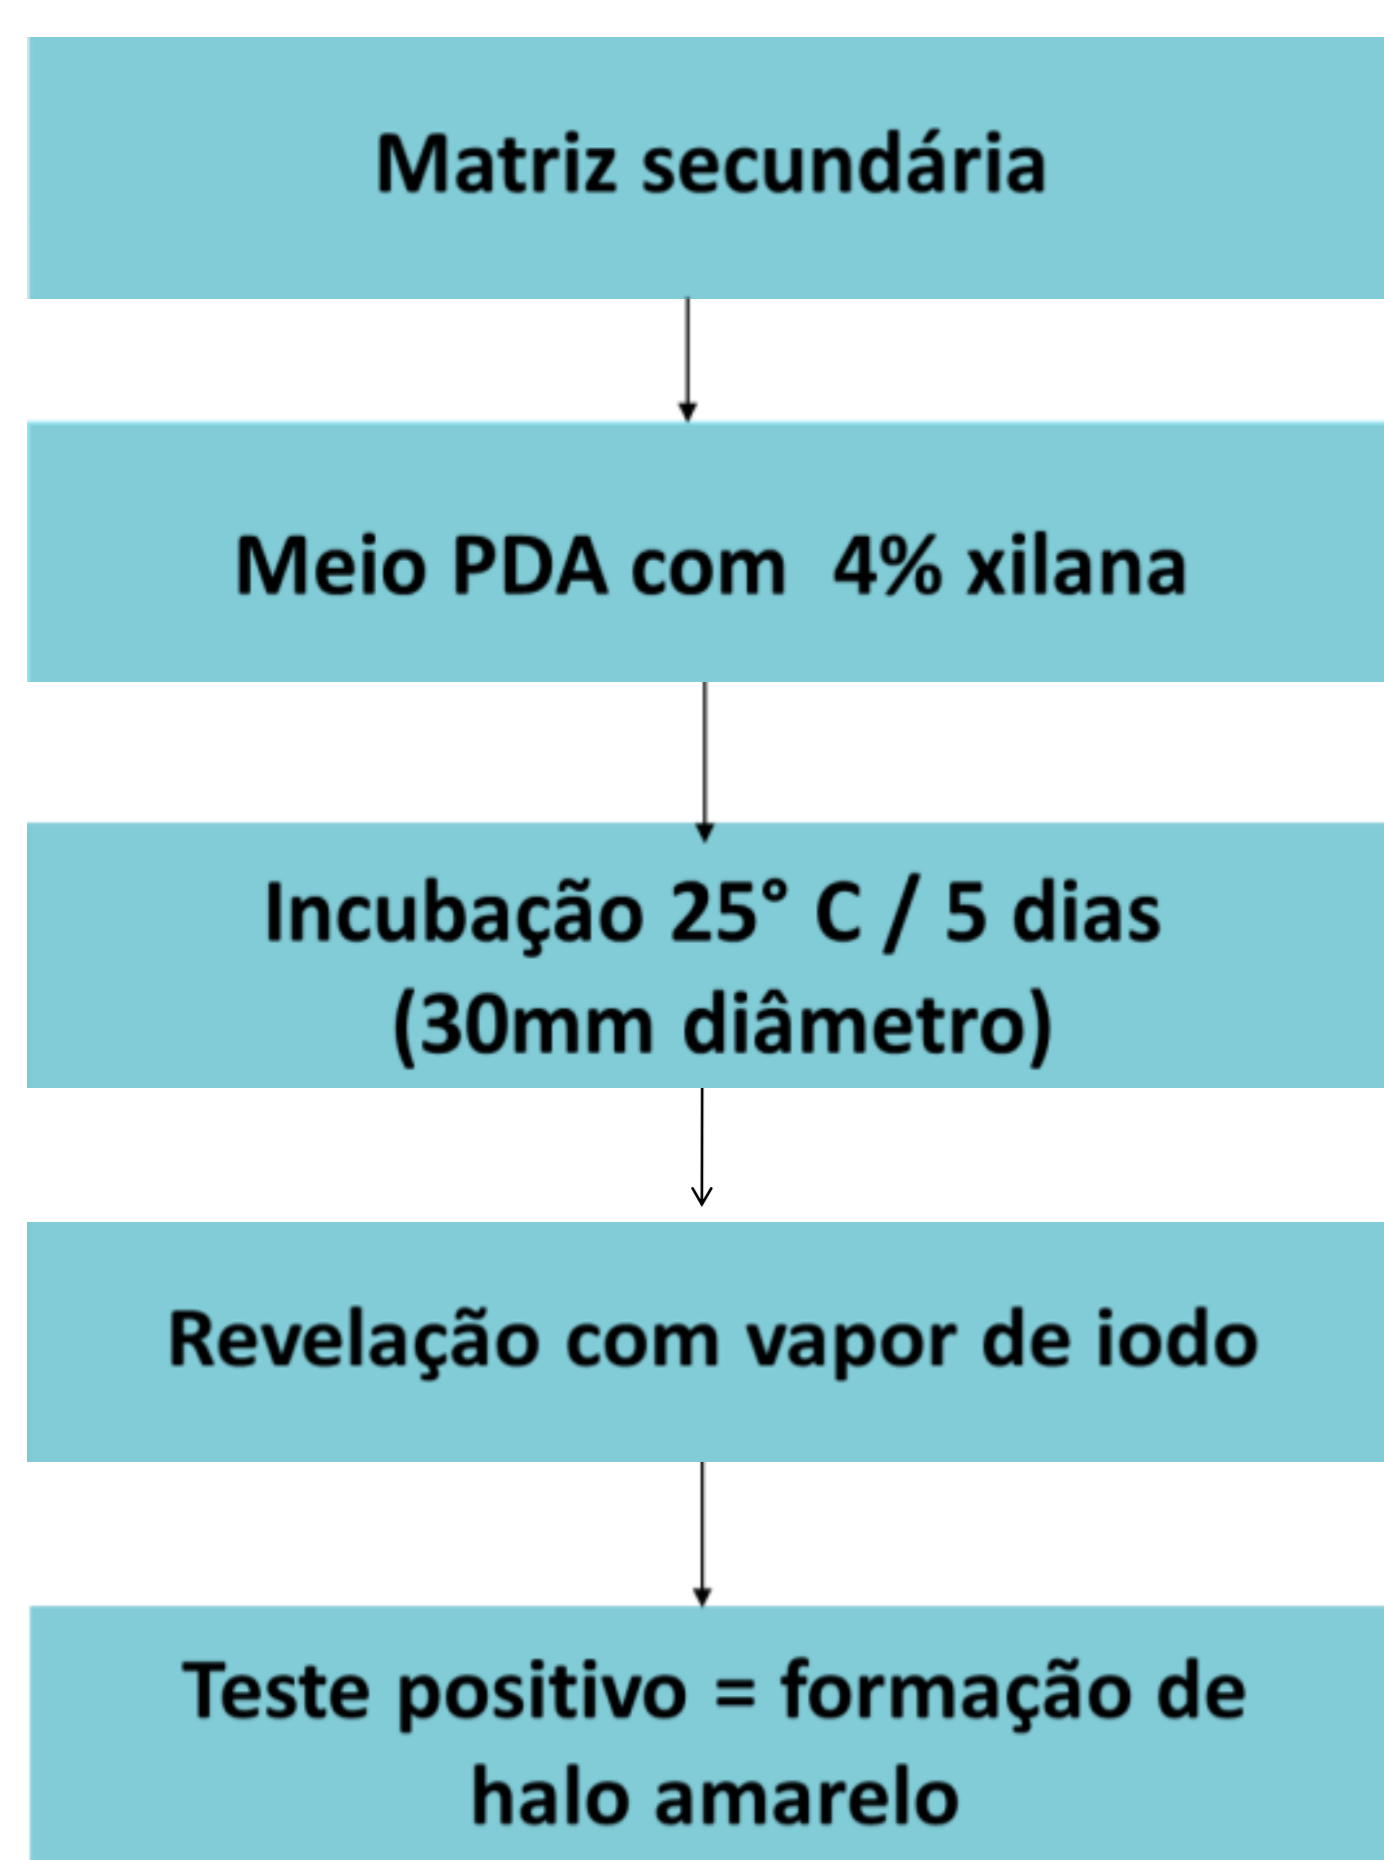 Matriz secundária
Meio PDA com 4% xilana
Incubação 25° C / 5 dias
(30mm diâmetro)
Revelação com vapor de iodo
Teste positivo = formação de
halo amarelo